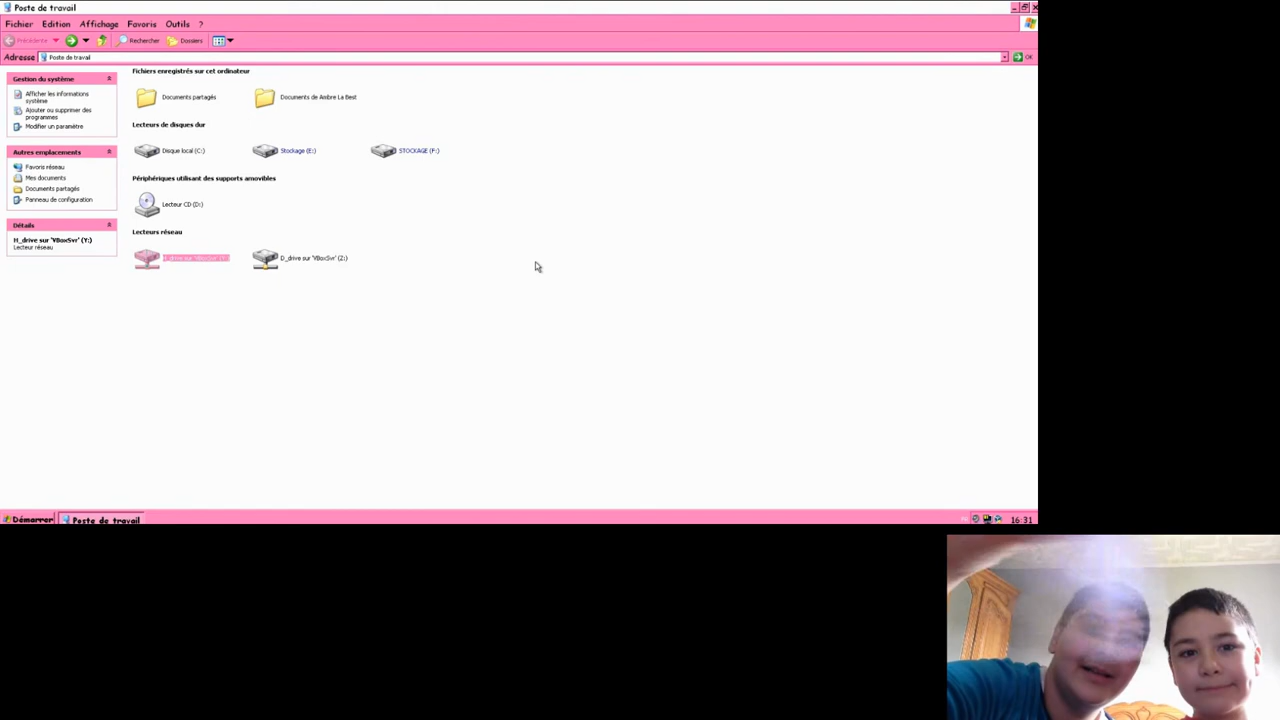 Poste de travail
Fichier Edition Affichage Favoris Outils ?
Précédente Rechercher Dossiers
Adresse Poste de travail OK
Gestion du système
Afficher les informations
système
Ajouter ou supprimer des
programmes
Modifier un paramètre
Autres emplacements
Favoris réseau
Mes documents
Documents partagés
Panneau de configuration
Détails
H_drive sur 'VBoxSvr' (Y:)
Lecteur réseau
Fichiers enregistrés sur cet ordinateur
Documents partagés Documents de Ambre La Best
Lecteurs de disques dur
Disque local (C:) Stockage (E:) STOCKAGE (F:)
Périphériques utilisant des supports amovibles
Lecteur CD (D:)
Lecteurs réseau
H_drive sur 'VBoxSvr' (Y:) D_drive sur 'VBoxSvr' (Z:)
Démarrer Poste de travail 16:31